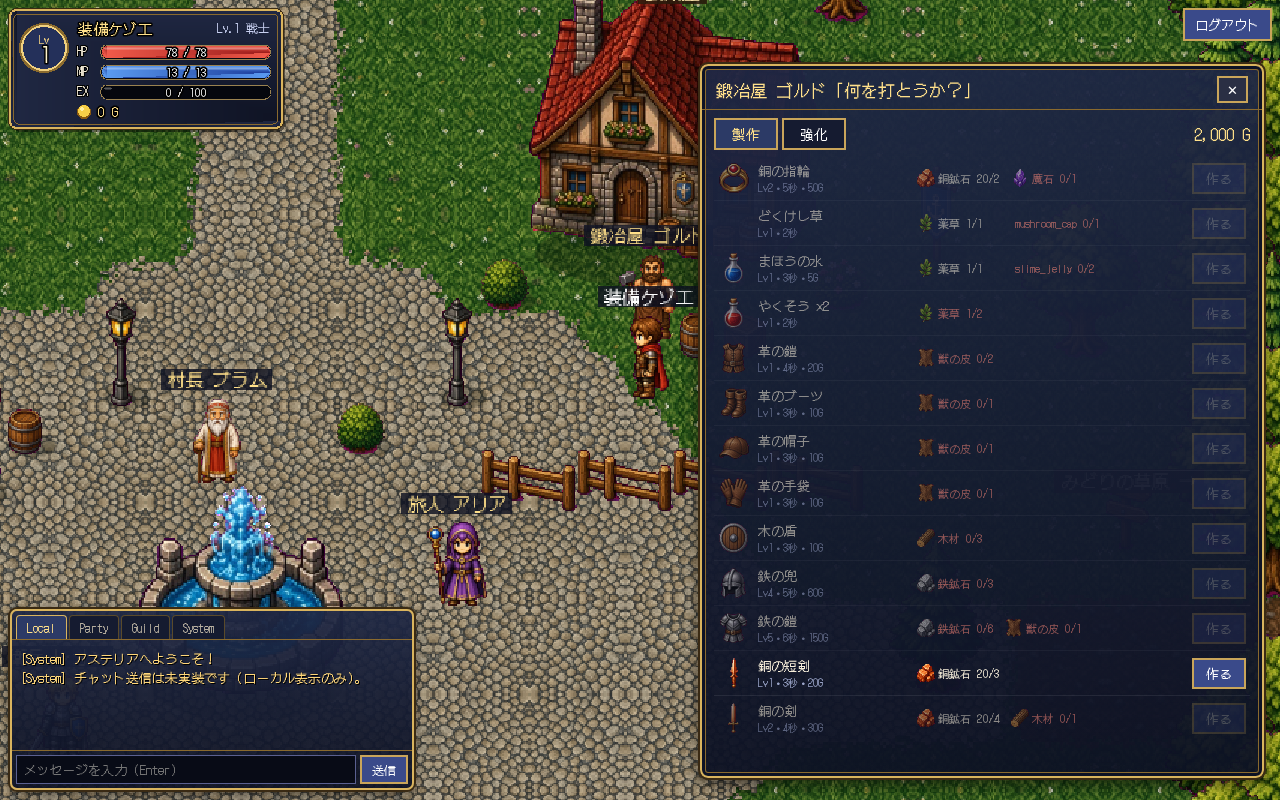 装備ケゾエ
Lv.1 戦士
Lv
1
HP
78 / 78
MP
13 / 13
EX
0 / 100
0 G
ログアウト
鍛冶屋 ゴルド「何を打とうか?」
×
製作
強化
2,000 G
銅の指輪
Lv2・5秒・50G
銅鉱石 20/2
魔石 0/1
作る
どくけし草
Lv1・2秒
薬草 1/1
mushroom_cap 0/1
作る
まほうの水
Lv1・3秒・5G
薬草 1/1
slime_jelly 0/2
作る
やくそう x2
Lv1・2秒
薬草 1/2
作る
革の鎧
Lv1・4秒・20G
獣の皮 0/2
作る
革のブーツ
Lv1・3秒・10G
獣の皮 0/1
作る
革の帽子
Lv1・3秒・10G
獣の皮 0/1
作る
革の手袋
Lv1・3秒・10G
獣の皮 0/1
作る
木の盾
Lv1・3秒・10G
木材 0/3
作る
鉄の兜
Lv4・5秒・60G
鉄鉱石 0/3
作る
鉄の鎧
Lv5・6秒・150G
鉄鉱石 0/6
獣の皮 0/1
作る
銅の短剣
Lv1・3秒・20G
銅鉱石 20/3
作る
銅の剣
Lv2・4秒・30G
銅鉱石 20/4
木材 0/1
作る
鍛冶屋 ゴルド
装備ケゾエ
村長 プラム
旅人 アリア
みどりの草原
Local
Party
Guild
System
[System] アステリアへようこそ!
[System] チャット送信は未実装です(ローカル表示のみ)。
メッセージを入力 (Enter)
送信